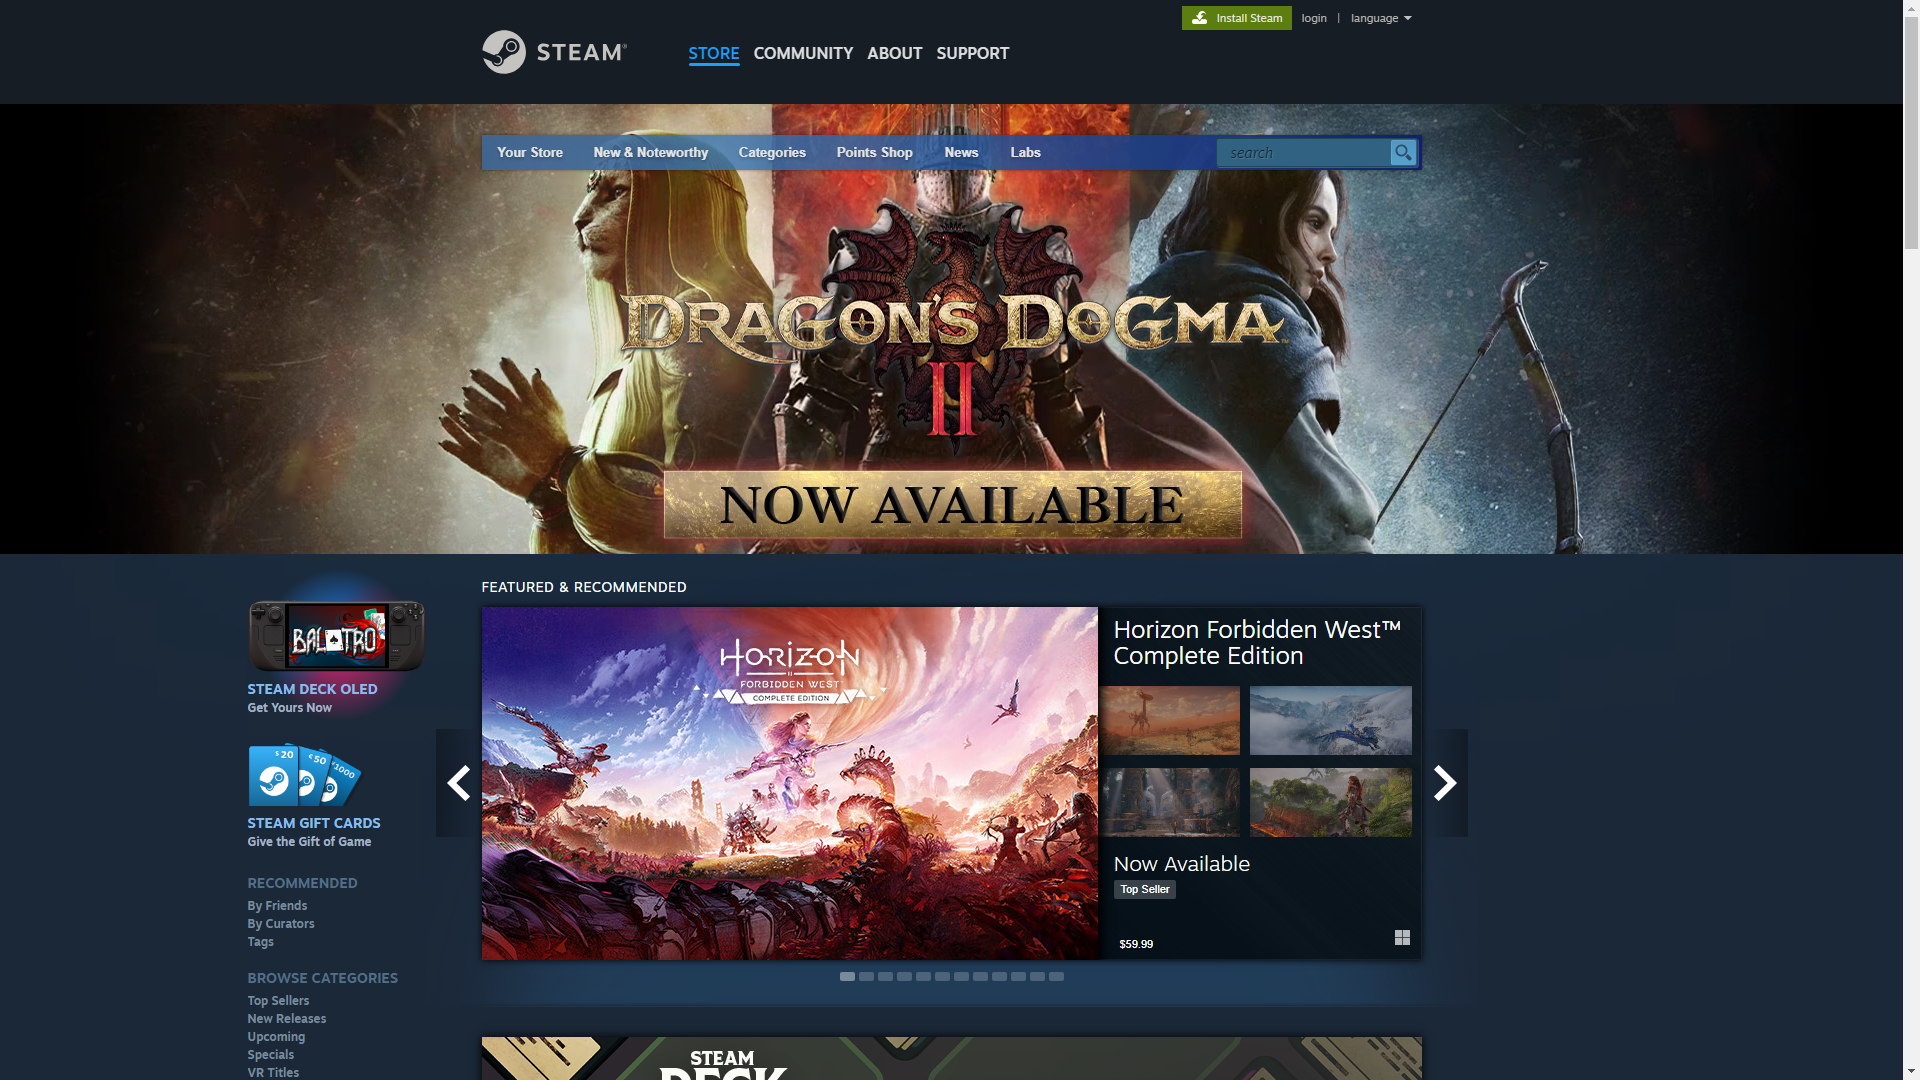 Install Steam login | language
STEAM®
STORE COMMUNITY ABOUT SUPPORT
Your Store New & Noteworthy Categories Points Shop News Labs search
DRAGON'S DOGMA™
II
NOW AVAILABLE
FEATURED & RECOMMENDED
BALATRO
STEAM DECK OLED
Get Yours Now
$20 €50 1000
STEAM GIFT CARDS
Give the Gift of Game
RECOMMENDED
By Friends
By Curators
Tags
BROWSE CATEGORIES
Top Sellers
New Releases
Upcoming
Specials
VR Titles
HORIZON
FORBIDDEN WEST
COMPLETE EDITION
Horizon Forbidden West™
Complete Edition
Now Available
Top Seller
$59.99
STEAM
DECK